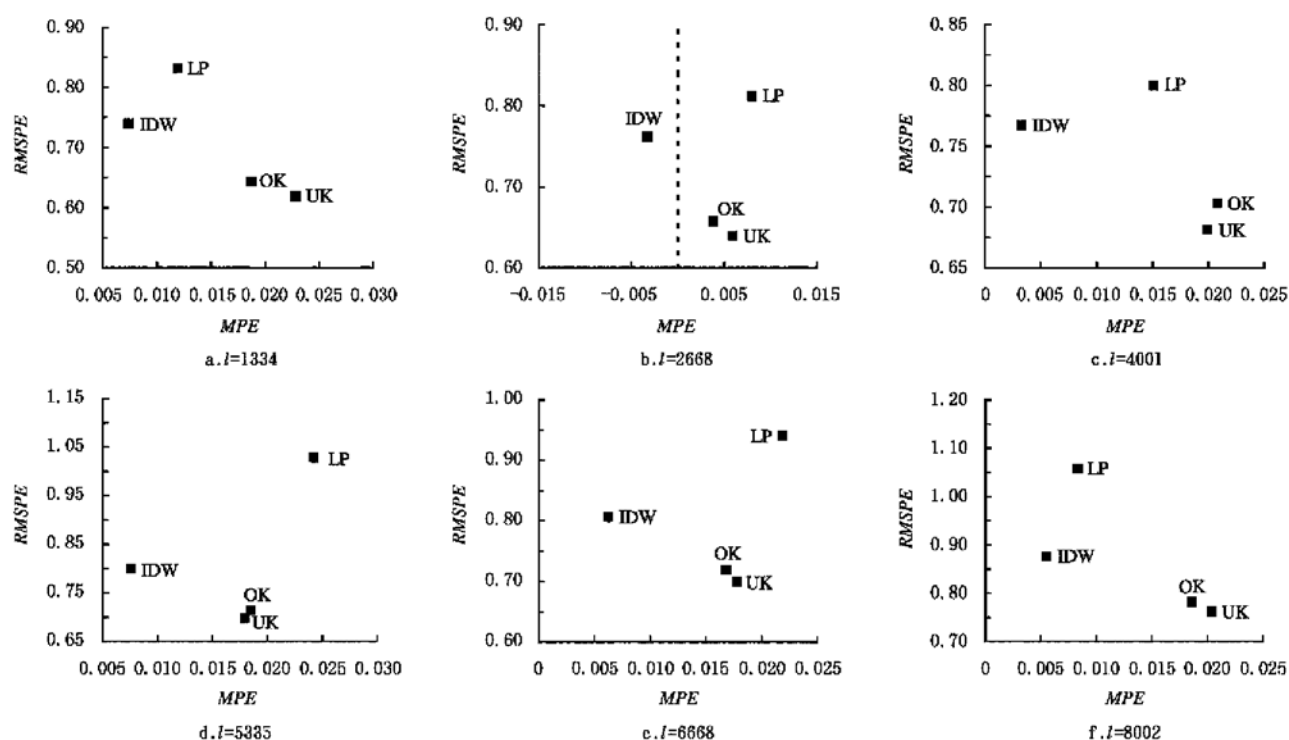 0.90
0.80
0.70
0.60
0.50
RMSPE
LP
IDW
OK
UK
0.005 0.010 0.015 0.020 0.025 0.030
MPE
a.l=1334
0.90
0.80
0.70
0.60
RMSPE
IDW
LP
OK
UK
-0.015 -0.005 0.005 0.015
MPE
b.l=2668
0.85
0.80
0.75
0.70
0.65
RMSPE
LP
IDW
OK
UK
0 0.005 0.010 0.015 0.020 0.025
MPE
c.l=4001
1.15
1.05
0.95
0.85
0.75
0.65
RMSPE
LP
IDW
OK
UK
0.005 0.010 0.015 0.020 0.025 0.030
MPE
d.l=5335
1.00
0.90
0.80
0.70
0.60
RMSPE
LP
IDW
OK
UK
0 0.005 0.010 0.015 0.020 0.025
MPE
e.l=6668
1.20
1.10
1.00
0.90
0.80
0.70
RMSPE
LP
IDW
OK
UK
0 0.005 0.010 0.015 0.020 0.025
MPE
f.l=8002